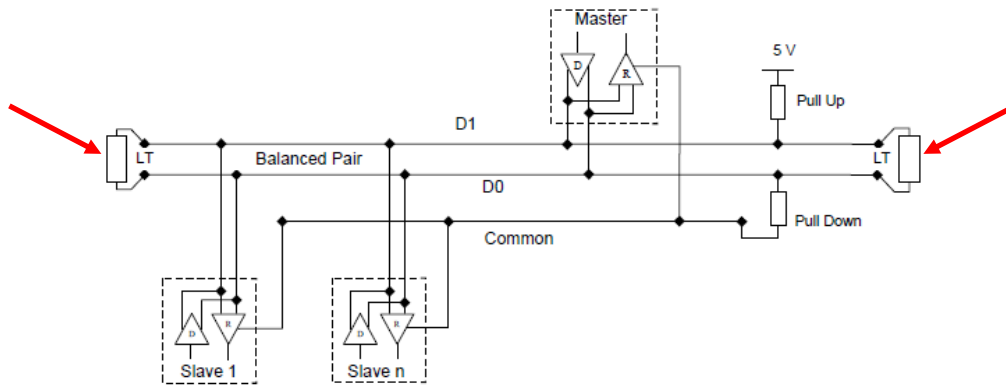 Master
D
R
5 V
Pull Up
D1
LT
Balanced Pair
LT
D0
Pull Down
Common
D
R
D
R
Slave 1
Slave n